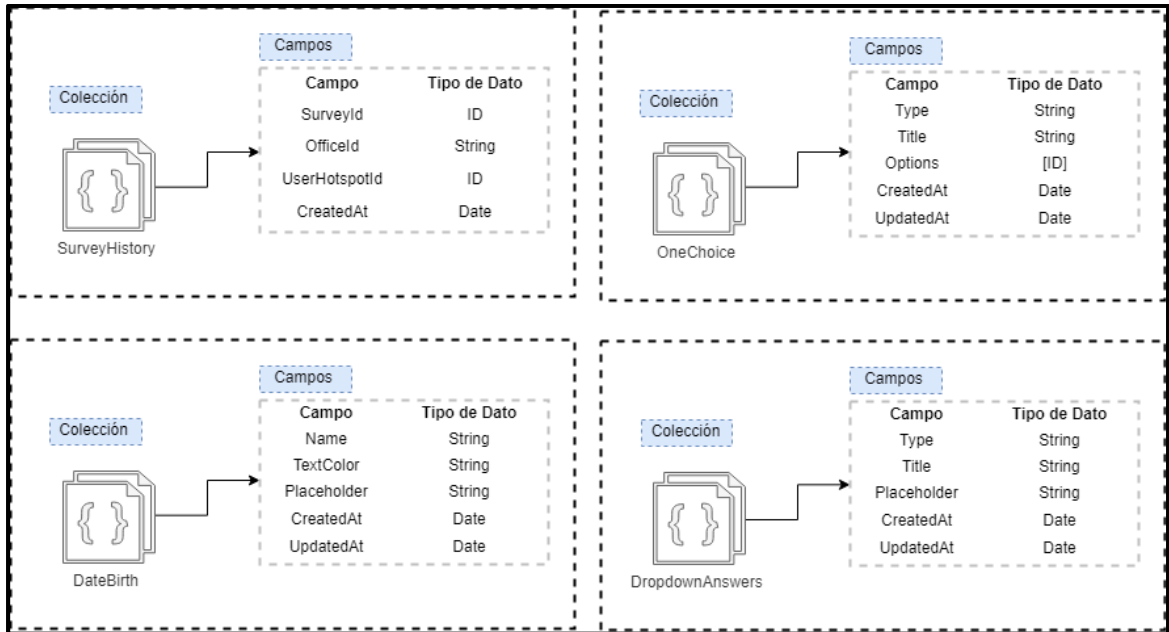 Campos
Colección
Campo Tipo de Dato
SurveyId ID
OfficeId String
UserHotspotId ID
CreatedAt Date
SurveyHistory
Campos
Colección
Campo Tipo de Dato
Type String
Title String
Options [ID]
CreatedAt Date
UpdatedAt Date
OneChoice
Campos
Colección
Campo Tipo de Dato
Name String
TextColor String
Placeholder String
CreatedAt Date
UpdatedAt Date
DateBirth
Campos
Colección
Campo Tipo de Dato
Type String
Title String
Placeholder String
CreatedAt Date
UpdatedAt Date
DropdownAnswers